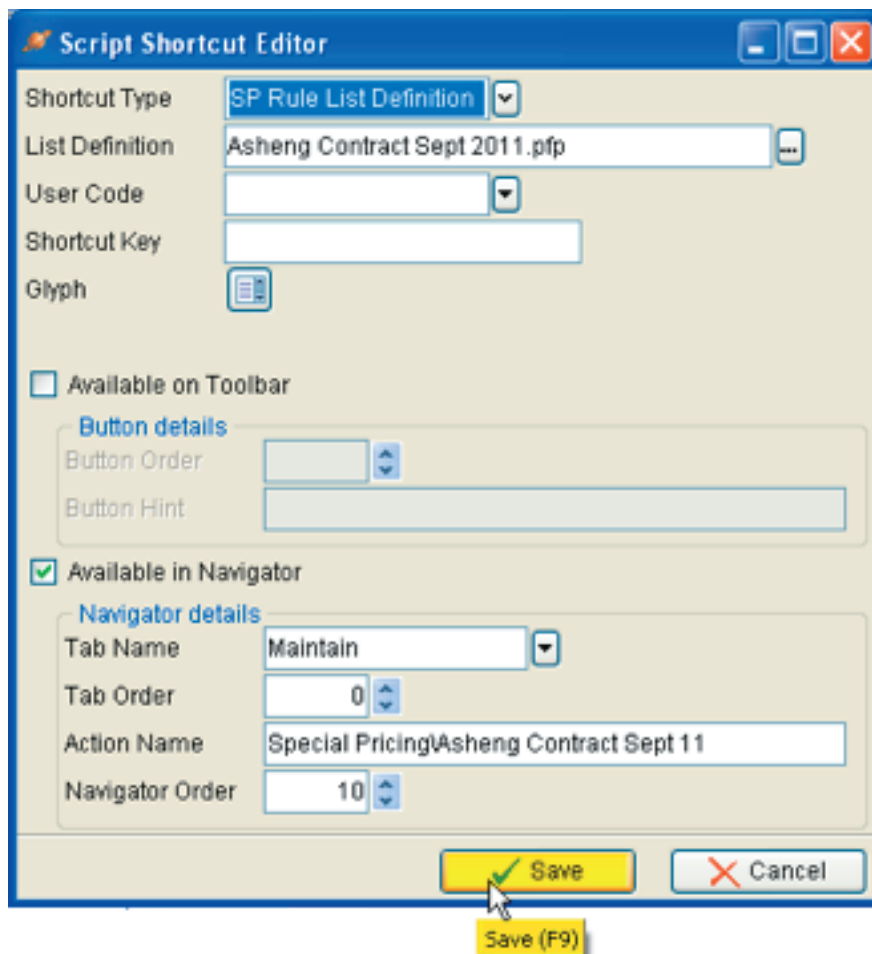 Script Shortcut Editor
Shortcut Type SP Rule List Definition
List Definition Asheng Contract Sept 2011.pfp ...
User Code
Shortcut Key
Glyph
Available on Toolbar
Button details
Button Order
Button Hint
Available in Navigator
Navigator details
Tab Name Maintain
Tab Order 0
Action Name Special Pricing\Asheng Contract Sept 11
Navigator Order 10
Save Cancel
Save (F9)